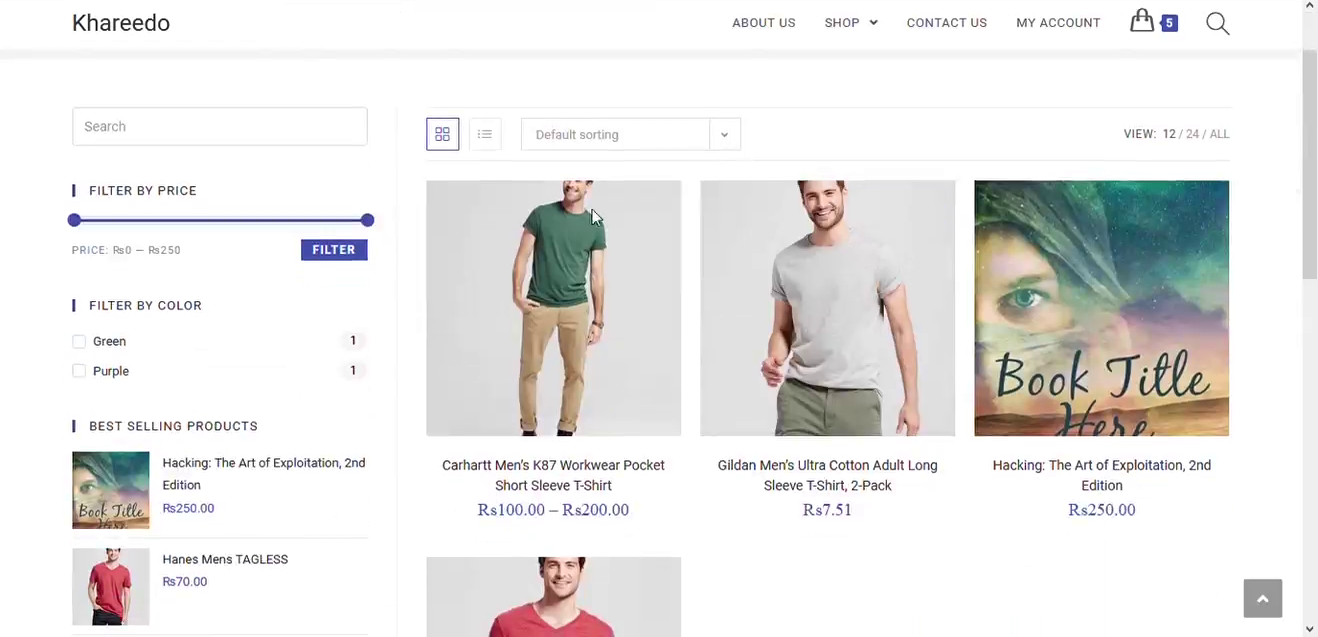 Khareedo
ABOUT US
SHOP
CONTACT US
MY ACCOUNT
5
Search
FILTER BY PRICE
PRICE: ₨0 — ₨250
FILTER
FILTER BY COLOR
Green
1
Purple
1
BEST SELLING PRODUCTS
Hacking: The Art of Exploitation, 2nd
Edition
₨250.00
Hanes Mens TAGLESS
₨70.00
Default sorting
VIEW: 12 / 24 / ALL
Book Title
Here
Carhartt Men's K87 Workwear Pocket
Short Sleeve T-Shirt
₨100.00 – ₨200.00
Gildan Men's Ultra Cotton Adult Long
Sleeve T-Shirt, 2-Pack
₨7.51
Hacking: The Art of Exploitation, 2nd
Edition
₨250.00
Book Title
Here